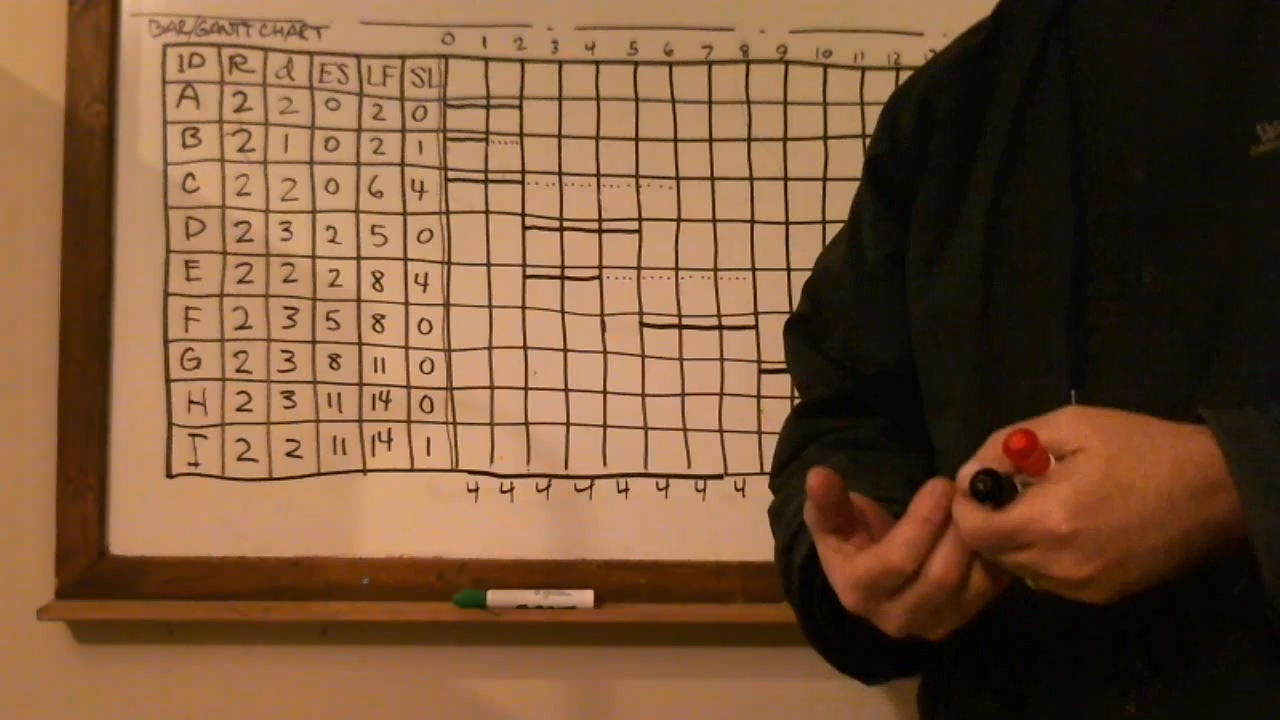 BAR/GANTT CHART
0 1 2 3 4 5 6 7 8 9 10 11 12
ID R d ES LF SL
A 2 2 0 2 0
B 2 1 0 2 1
C 2 2 0 6 4
D 2 3 2 5 0
E 2 2 2 8 4
F 2 3 5 8 0
G 2 3 8 11 0
H 2 3 11 14 0
I 2 2 11 14 1
4 4 4 4 4 4 4 4